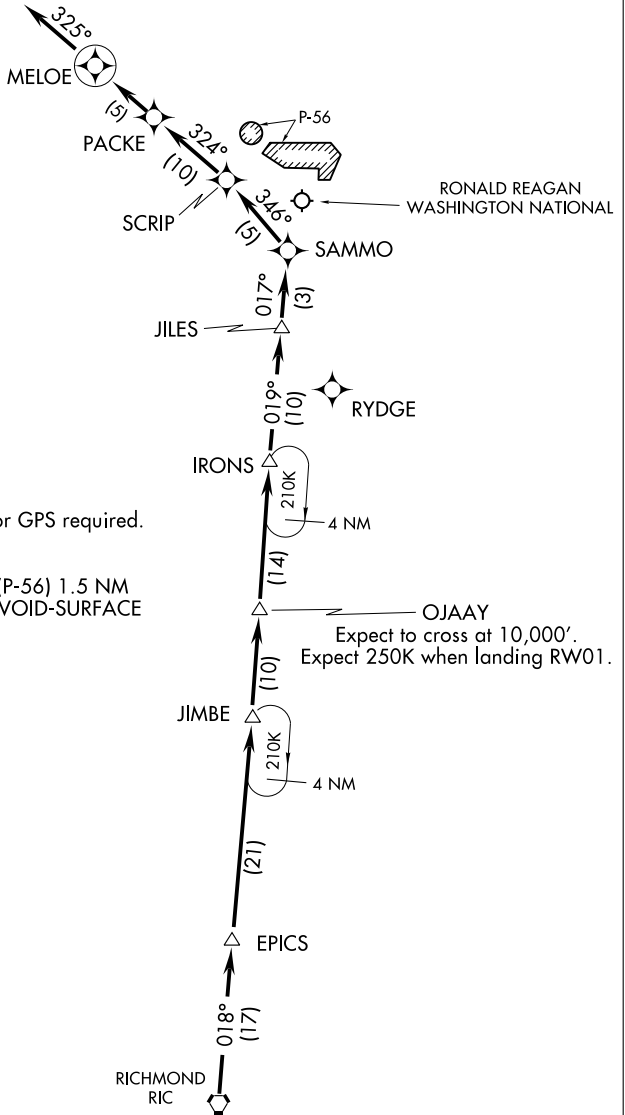 325°
MELOE
(5)
P-56
PACKE
324°
(10)
RONALD REAGAN
WASHINGTON NATIONAL
SCRIP
346°
(5)
SAMMO
017°
(3)
JILES
019°
(10)
RYDGE
IRONS
210K
4 NM
or GPS required.
(14)
(P-56) 1.5 NM
VOID-SURFACE
OJAAY
Expect to cross at 10,000'.
Expect 250K when landing RW01.
(10)
JIMBE
210K
4 NM
(21)
EPICS
018°
(17)
RICHMOND
RIC